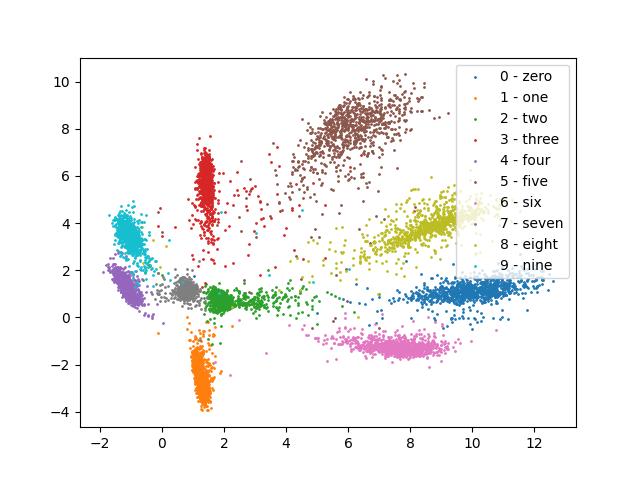 10
8
6
4
2
0
−2
−4
−2
0
2
4
6
8
10
12
0 - zero
1 - one
2 - two
3 - three
4 - four
5 - five
6 - six
7 - seven
8 - eight
9 - nine